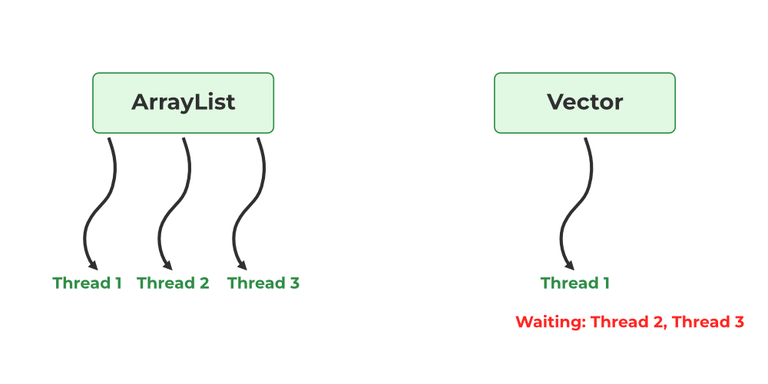 ArrayList
Vector
Thread 1
Thread 2
Thread 3
Thread 1
Waiting: Thread 2, Thread 3